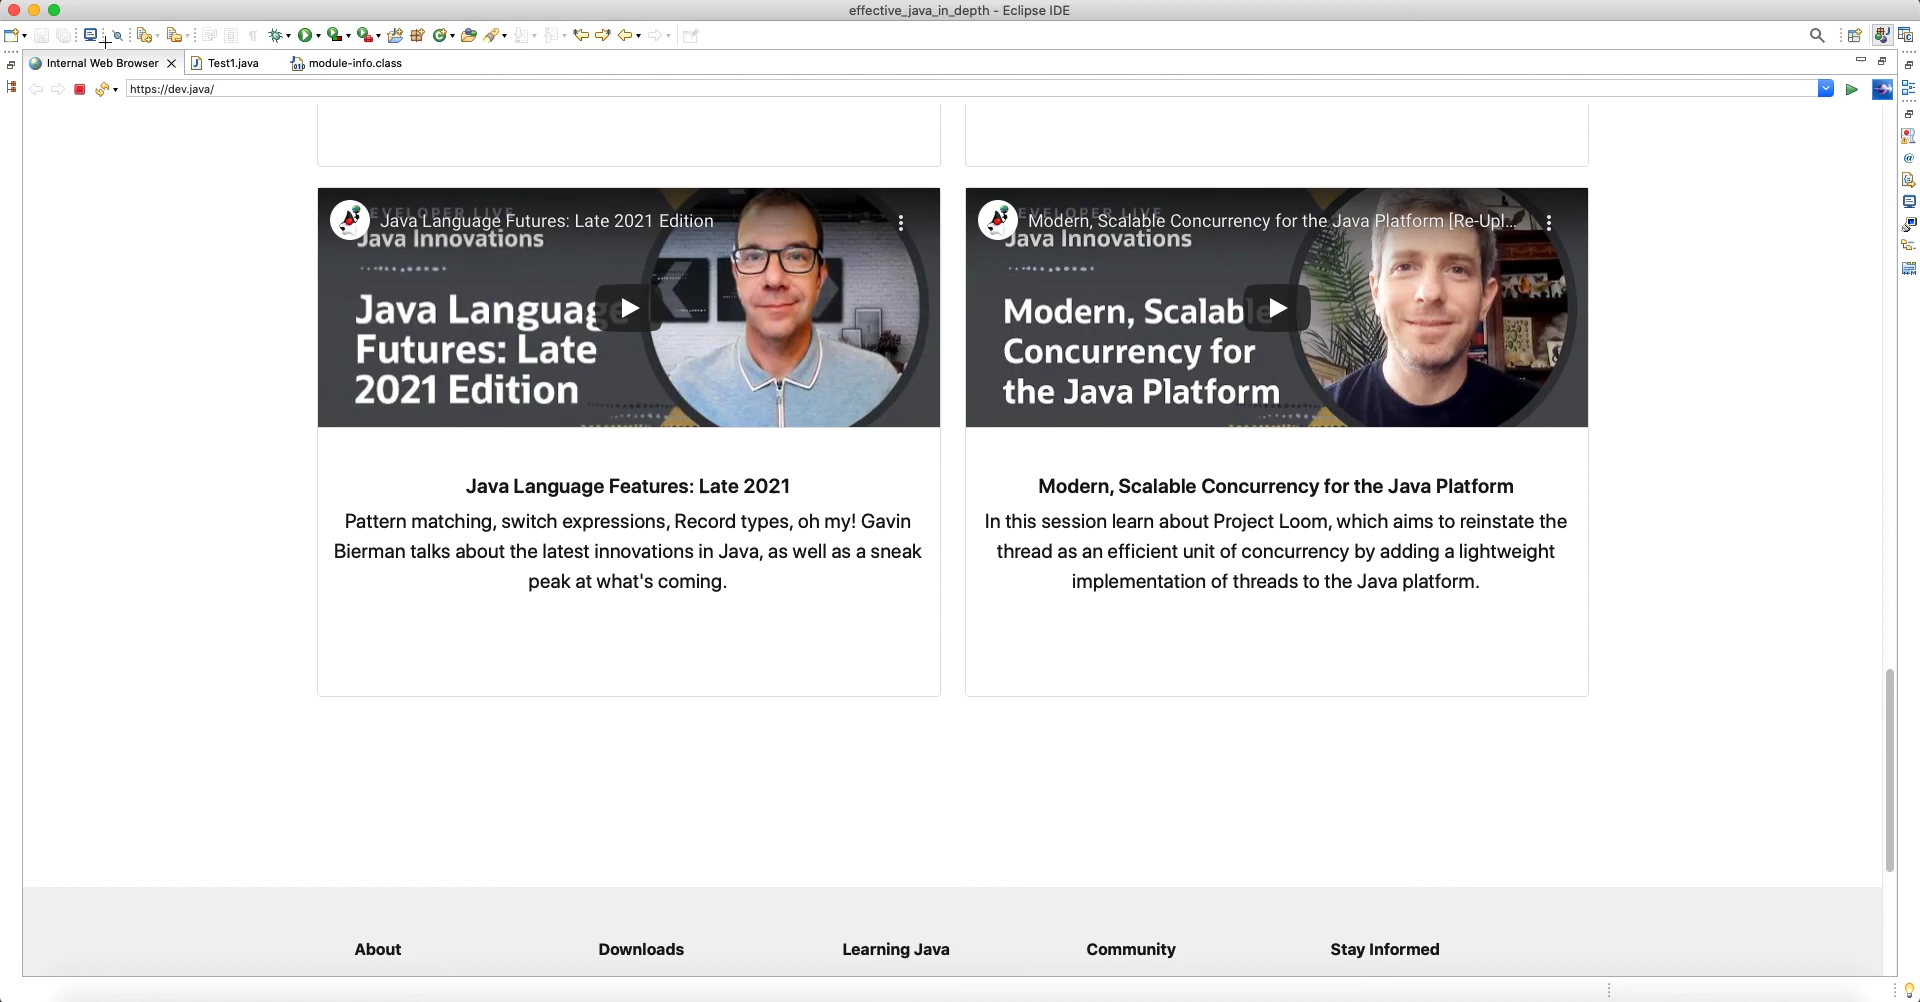 effective_java_in_depth - Eclipse IDE
Internal Web Browser
Test1.java
module-info.class
https://dev.java/
Java Language Futures: Late 2021 Edition
Java Innovations
Java Language
Futures: Late
2021 Edition
Modern, Scalable Concurrency for the Java Platform [Re-Upl...
Java Innovations
Modern, Scalable
Concurrency for
the Java Platform
Java Language Features: Late 2021
Pattern matching, switch expressions, Record types, oh my! Gavin
Bierman talks about the latest innovations in Java, as well as a sneak
peak at what's coming.
Modern, Scalable Concurrency for the Java Platform
In this session learn about Project Loom, which aims to reinstate the
thread as an efficient unit of concurrency by adding a lightweight
implementation of threads to the Java platform.
About
Downloads
Learning Java
Community
Stay Informed